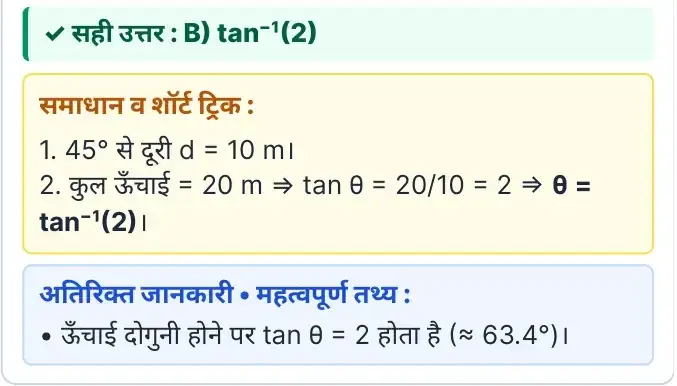 ✓ सही उत्तर : B) tan⁻¹(2)
समाधान व शॉर्ट ट्रिक :
1. 45° से दूरी d = 10 m।
2. कुल ऊँचाई = 20 m ⇒ tan θ = 20/10 = 2 ⇒ θ =
tan⁻¹(2)।
अतिरिक्त जानकारी • महत्वपूर्ण तथ्य :
• ऊँचाई दोगुनी होने पर tan θ = 2 होता है (≈ 63.4°)।